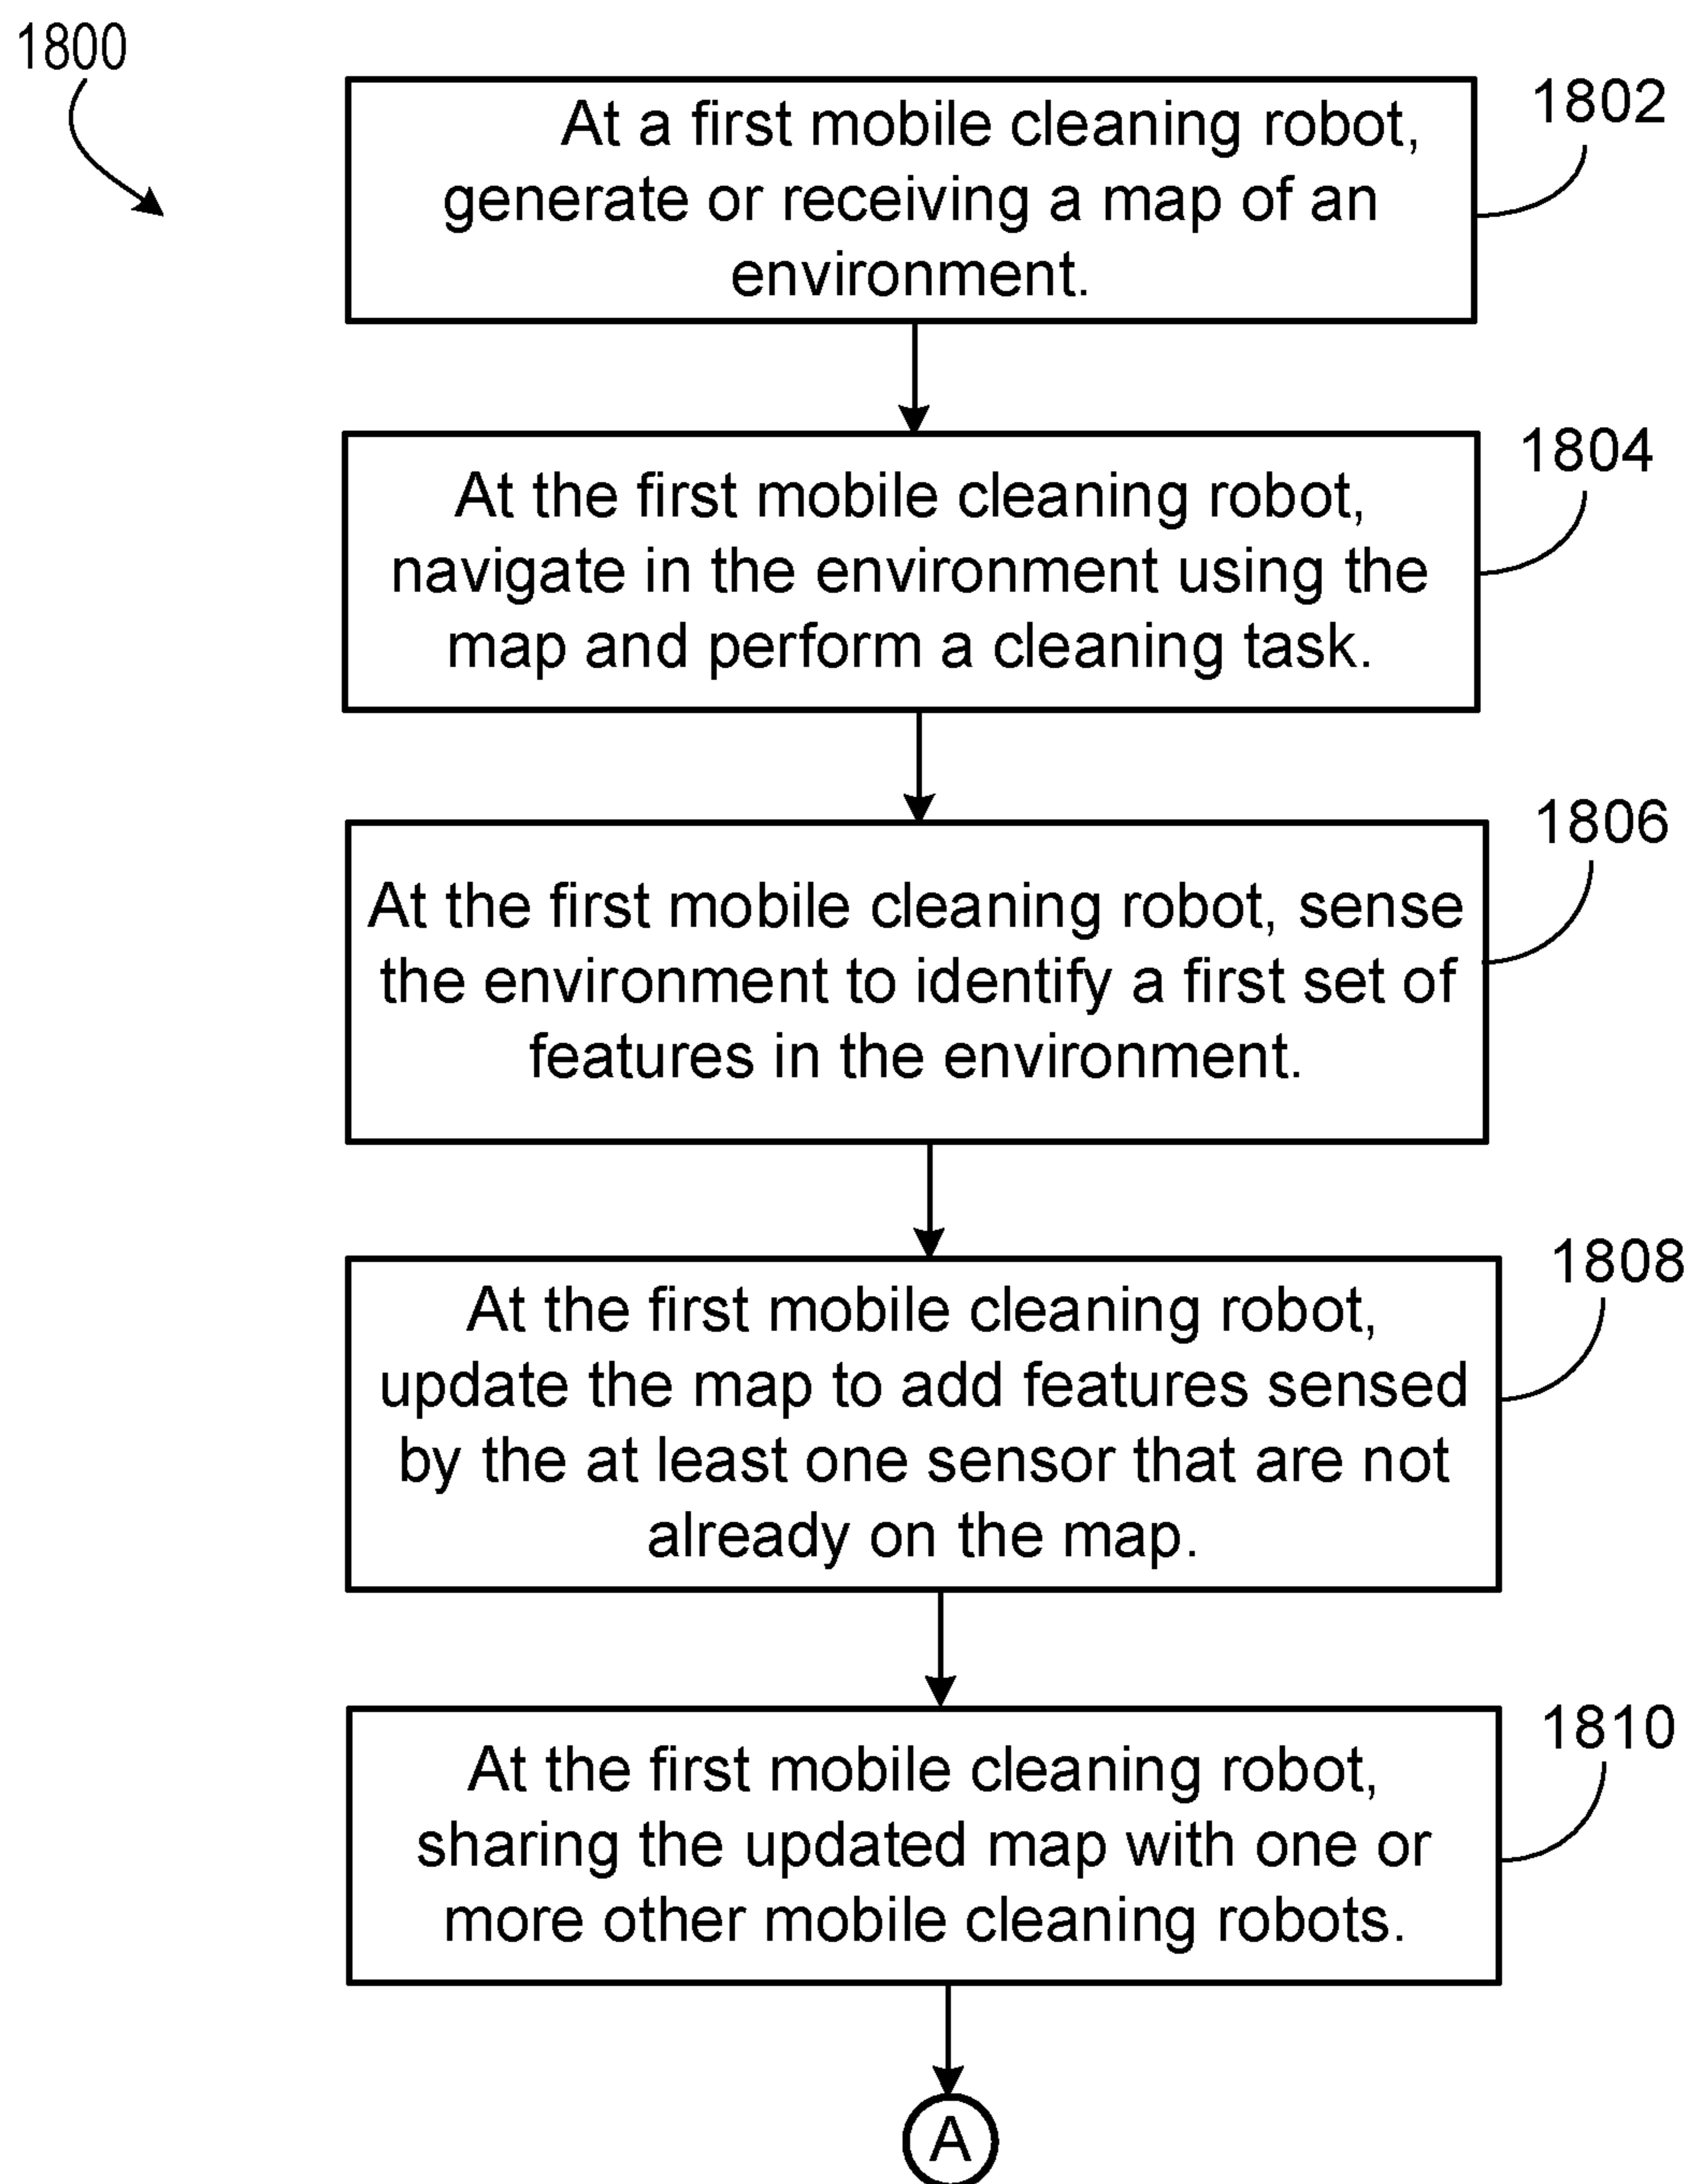 1800
At a first mobile cleaning robot,
generate or receiving a map of an
environment.
1802
At the first mobile cleaning robot,
navigate in the environment using the
map and perform a cleaning task.
1804
At the first mobile cleaning robot, sense
the environment to identify a first set of
features in the environment.
1806
At the first mobile cleaning robot,
update the map to add features sensed
by the at least one sensor that are not
already on the map.
1808
At the first mobile cleaning robot,
sharing the updated map with one or
more other mobile cleaning robots.
1810
A